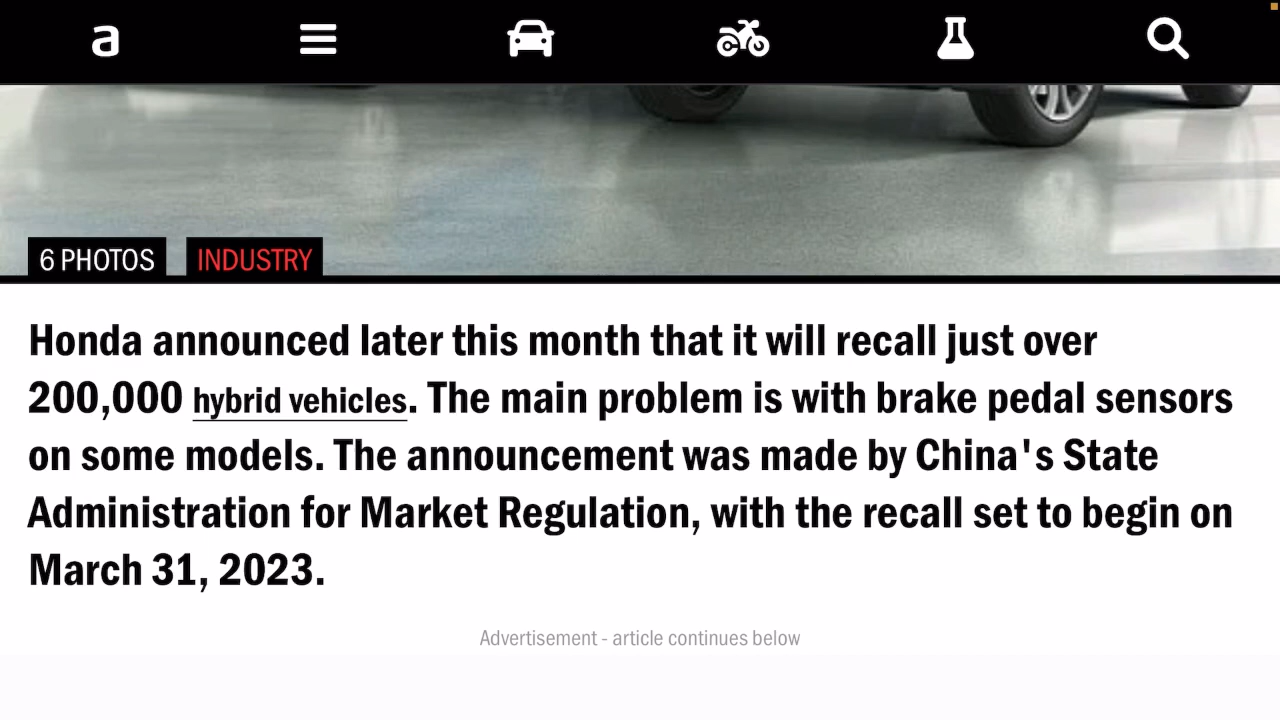 a
6 PHOTOS
INDUSTRY
Honda announced later this month that it will recall just over
200,000 hybrid vehicles. The main problem is with brake pedal sensors
on some models. The announcement was made by China's State
Administration for Market Regulation, with the recall set to begin on
March 31, 2023.
Advertisement - article continues below